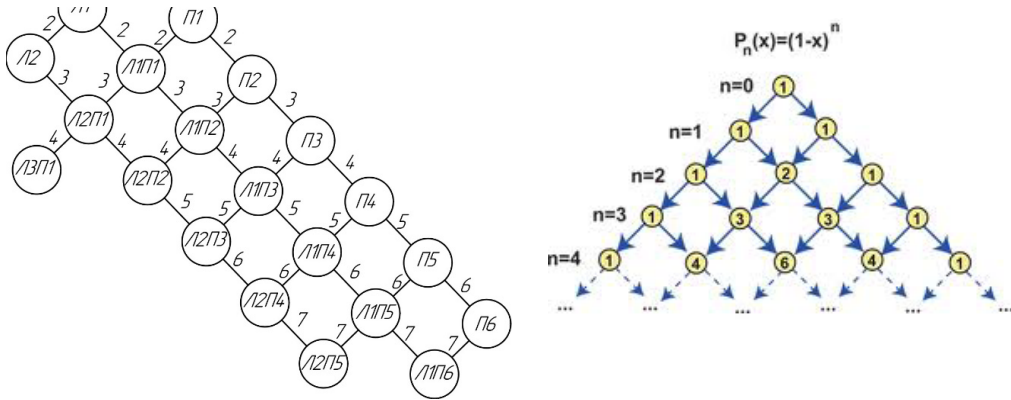 2 2 П1
Л2 2 2
3 3 Л1П1 3 П2
4 Л2П1 4 3 Л1П2 3
Л3П1 4 4 П3
Л2П2 5 Л1П3 4 4 П4
Л2П3 5 5 5 5
6 6 Л1П4 6 6 П5 6
Л2П4 7 7 Л1П5 7 7 П6
Л2П5 Л1П6
Pn(x)=(1-x)^n
n=0 1
n=1 1 1
n=2 1 2 1
n=3 1 3 3 1
n=4 1 4 6 4 1
... ... ... ... ... ...